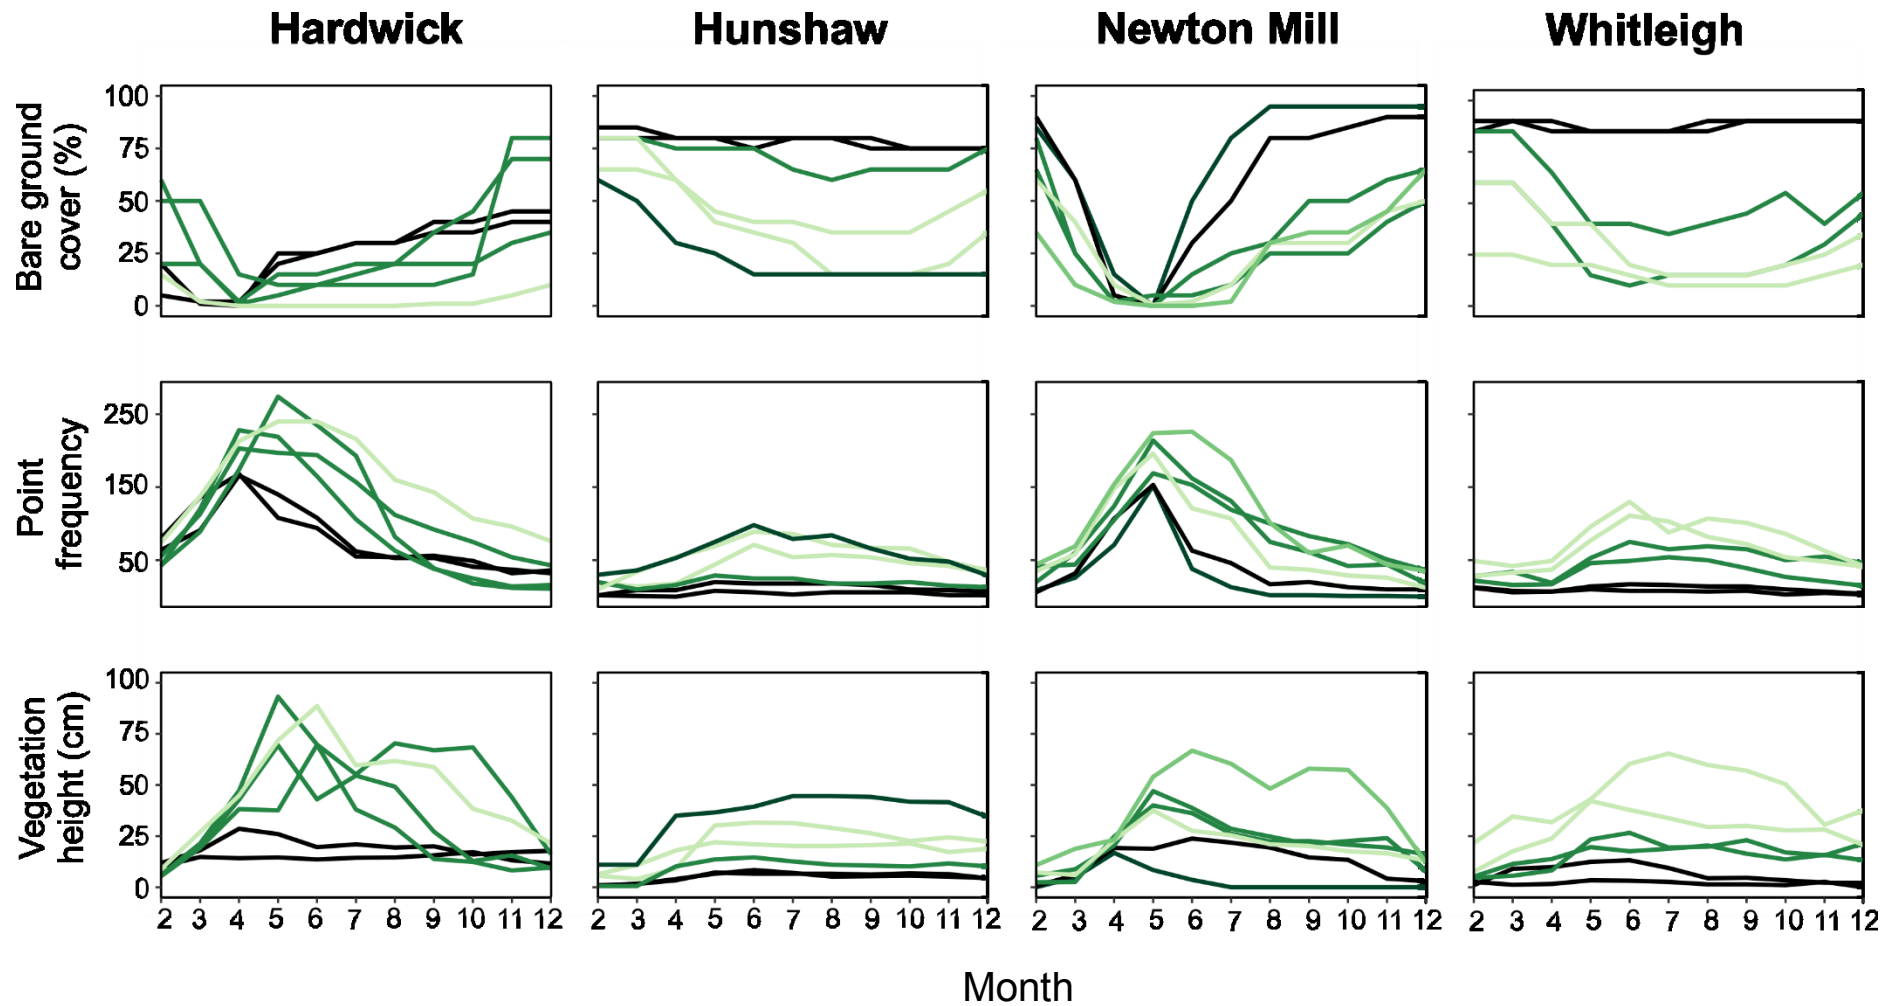 Hardwick Hunshaw Newton Mill Whitleigh
Bare ground
cover (%)
100
75
50
25
0
Point
frequency
250
150
50
Vegetation
height (cm)
100
75
50
25
0
2 3 4 5 6 7 8 9 10 11 12 2 3 4 5 6 7 8 9 10 11 12 2 3 4 5 6 7 8 9 10 11 12 2 3 4 5 6 7 8 9 10 11 12
Month